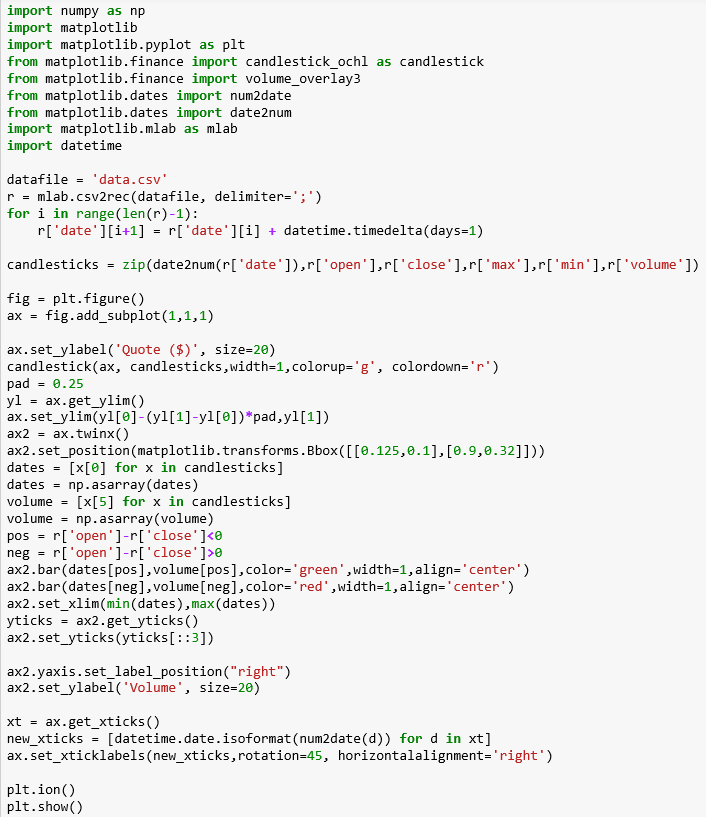 import numpy as np
import matplotlib
import matplotlib.pyplot as plt
from matplotlib.finance import candlestick_ochl as candlestick
from matplotlib.finance import volume_overlay3
from matplotlib.dates import num2date
from matplotlib.dates import date2num
import matplotlib.mlab as mlab
import datetime

datafile = 'data.csv'
r = mlab.csv2rec(datafile, delimiter=';')
for i in range(len(r)-1):
    r['date'][i+1] = r['date'][i] + datetime.timedelta(days=1)

candlesticks = zip(date2num(r['date']),r['open'],r['close'],r['max'],r['min'],r['volume'])

fig = plt.figure()
ax = fig.add_subplot(1,1,1)

ax.set_ylabel('Quote ($)', size=20)
candlestick(ax, candlesticks,width=1,colorup='g', colordown='r')
pad = 0.25
yl = ax.get_ylim()
ax.set_ylim(yl[0]-(yl[1]-yl[0])*pad,yl[1])
ax2 = ax.twinx()
ax2.set_position(matplotlib.transforms.Bbox([[0.125,0.1],[0.9,0.32]]))
dates = [x[0] for x in candlesticks]
dates = np.asarray(dates)
volume = [x[5] for x in candlesticks]
volume = np.asarray(volume)
pos = r['open']-r['close']<0
neg = r['open']-r['close']>0
ax2.bar(dates[pos],volume[pos],color='green',width=1,align='center')
ax2.bar(dates[neg],volume[neg],color='red',width=1,align='center')
ax2.set_xlim(min(dates),max(dates))
yticks = ax2.get_yticks()
ax2.set_yticks(yticks[::3])

ax2.yaxis.set_label_position("right")
ax2.set_ylabel('Volume', size=20)

xt = ax.get_xticks()
new_xticks = [datetime.date.isoformat(num2date(d)) for d in xt]
ax.set_xticklabels(new_xticks,rotation=45, horizontalalignment='right')

plt.ion()
plt.show()